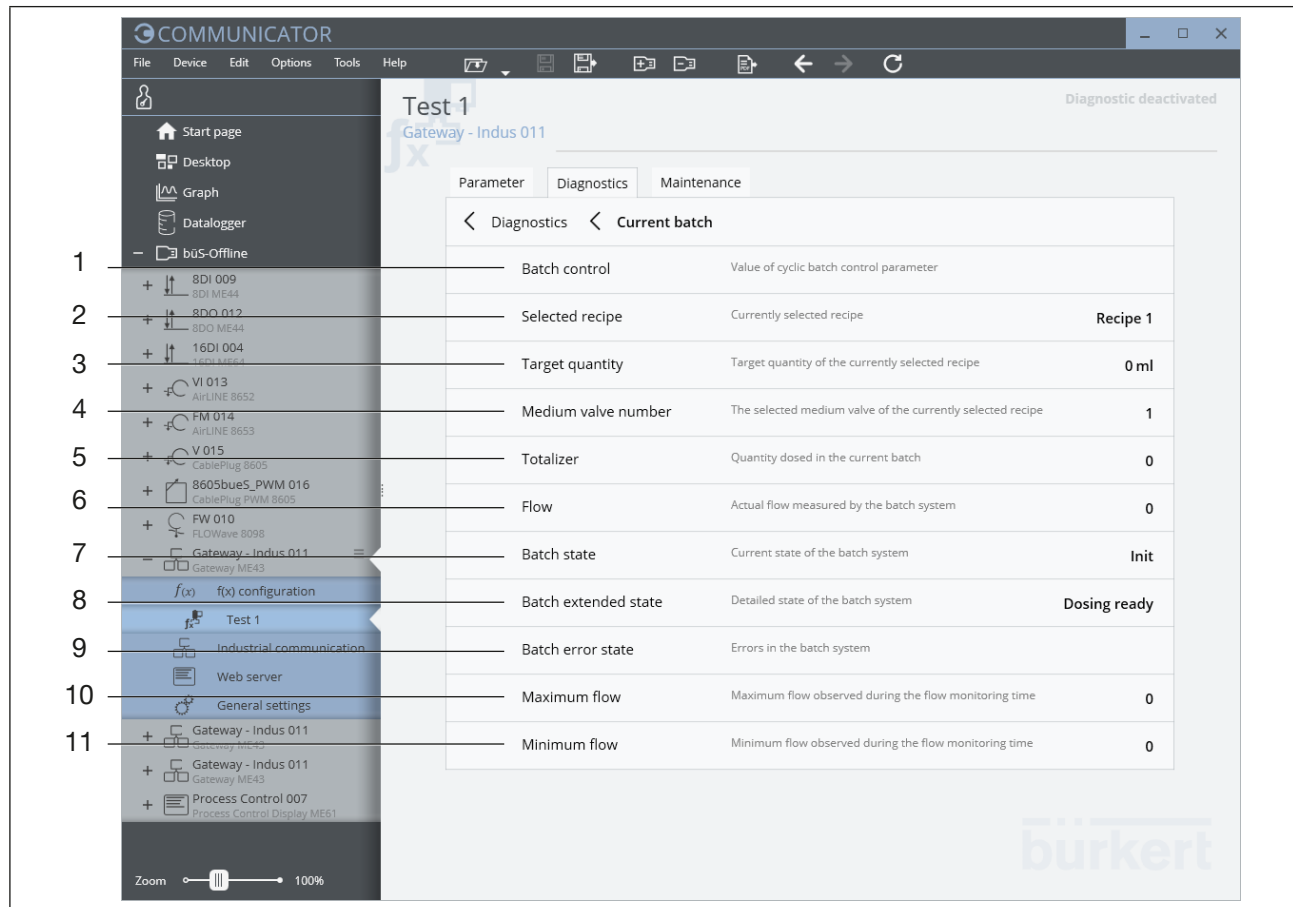 COMMUNICATOR
File Device Edit Options Tools Help
Test 1
Gateway - Indus 011
Diagnostic deactivated
Start page
Desktop
Graph
Datalogger
büS-Offline
8DI 009
8DI ME44
8DO 012
8DO ME44
16DI 004
16DI ME64
VI 013
AirLINE 8652
FM 014
AirLINE 8653
V 015
CablePlug 8605
8605bueS_PWM 016
CablePlug PWM 8605
FW 010
FLOWave 8098
Gateway - Indus 011
Gateway ME43
f(x) f(x) configuration
Test 1
Industrial communication
Web server
General settings
Gateway - Indus 011
Gateway ME43
Gateway - Indus 011
Gateway ME43
Process Control 007
Process Control Display ME61
Zoom 100%
Parameter Diagnostics Maintenance
Diagnostics Current batch
1 Batch control Value of cyclic batch control parameter
2 Selected recipe Currently selected recipe Recipe 1
3 Target quantity Target quantity of the currently selected recipe 0 ml
4 Medium valve number The selected medium valve of the currently selected recipe 1
5 Totalizer Quantity dosed in the current batch 0
6 Flow Actual flow measured by the batch system 0
7 Batch state Current state of the batch system Init
8 Batch extended state Detailed state of the batch system Dosing ready
9 Batch error state Errors in the batch system
10 Maximum flow Maximum flow observed during the flow monitoring time 0
11 Minimum flow Minimum flow observed during the flow monitoring time 0
bürkert